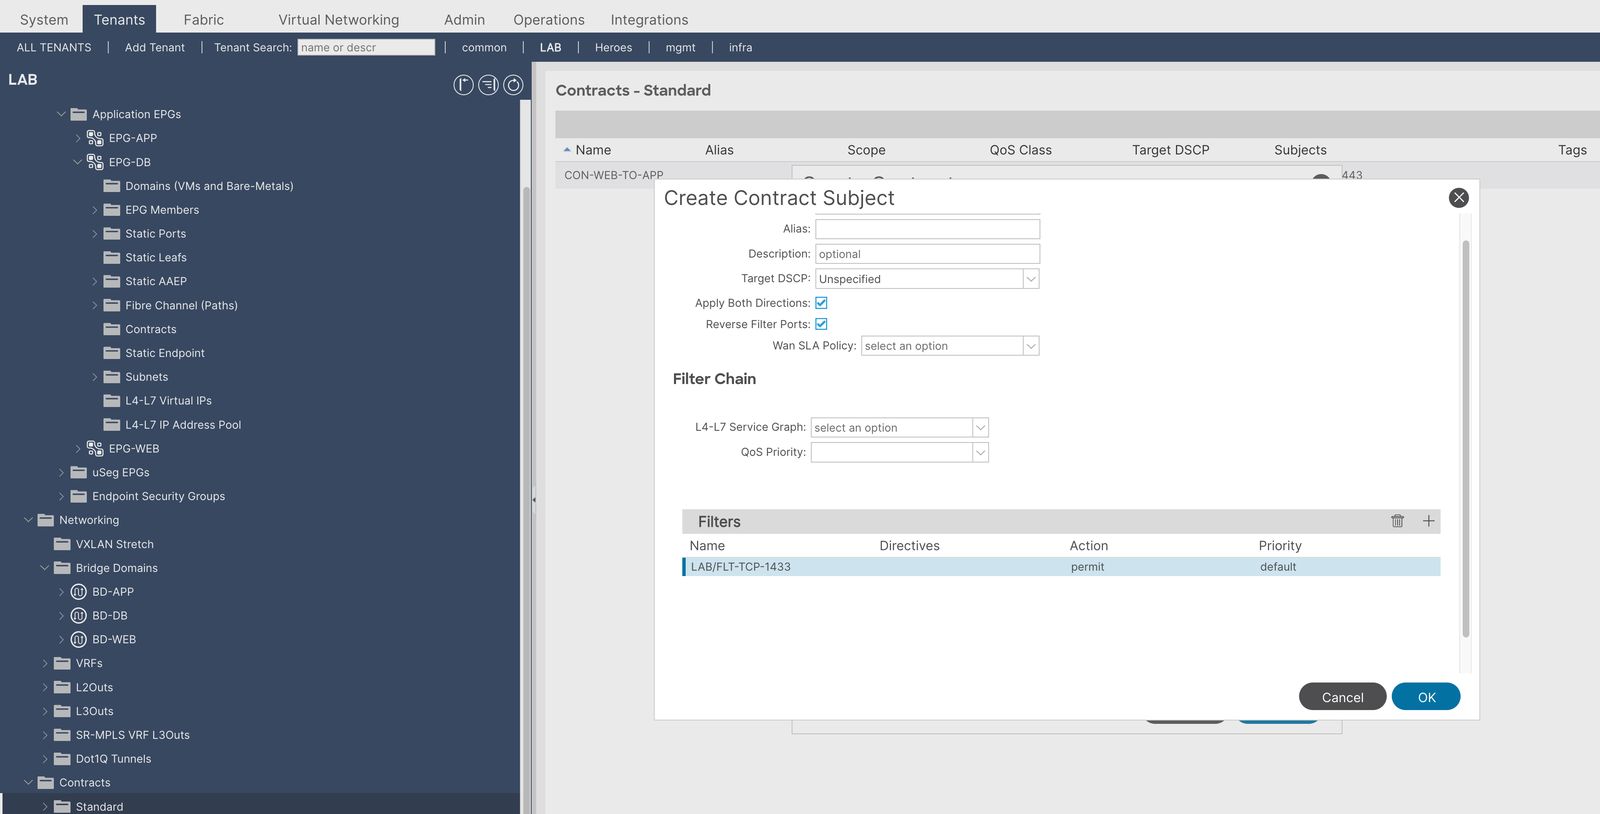 System Tenants Fabric Virtual Networking Admin Operations Integrations
ALL TENANTS | Add Tenant | Tenant Search: name or descr | common | LAB | Heroes | mgmt | infra
LAB
Application EPGs
EPG-APP
EPG-DB
Domains (VMs and Bare-Metals)
EPG Members
Static Ports
Static Leafs
Static AAEP
Fibre Channel (Paths)
Contracts
Static Endpoint
Subnets
L4-L7 Virtual IPs
L4-L7 IP Address Pool
EPG-WEB
uSeg EPGs
Endpoint Security Groups
Networking
VXLAN Stretch
Bridge Domains
BD-APP
BD-DB
BD-WEB
VRFs
L2Outs
L3Outs
SR-MPLS VRF L3Outs
Dot1Q Tunnels
Contracts
Standard
Contracts - Standard
Name Alias Scope QoS Class Target DSCP Subjects Tags
CON-WEB-TO-APP 443
Create Contract Subject
Alias:
Description: optional
Target DSCP: Unspecified
Apply Both Directions:
Reverse Filter Ports:
Wan SLA Policy: select an option
Filter Chain
L4-L7 Service Graph: select an option
QoS Priority:
Filters
Name Directives Action Priority
LAB/FLT-TCP-1433 permit default
Cancel OK